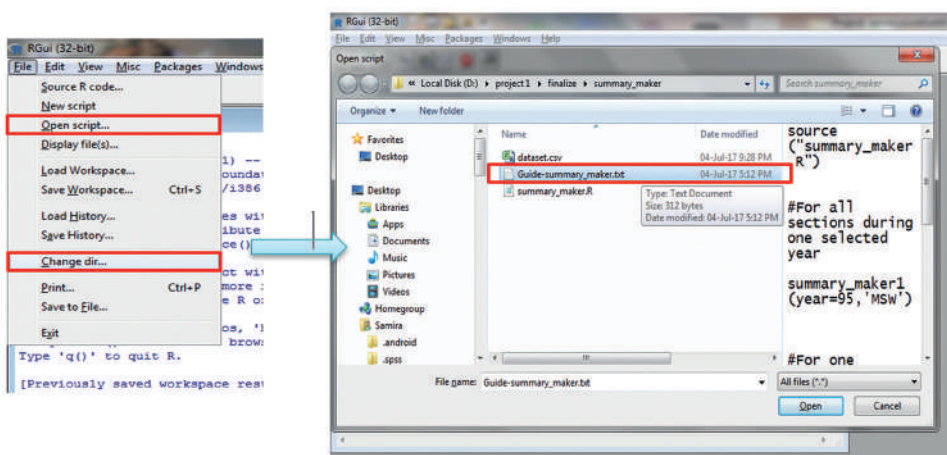 RGui (32-bit)
File Edit View Misc Packages Windows
Source R code...
New script
Open script...
Display file(s)...
Load Workspace...
Save Workspace... Ctrl+S
Load History...
Save History...
Change dir...
Print... Ctrl+P
Save to File...
Exit
1) --
/i386
es wit
ibute
ce()
ct wit
more
e R o
os, '
brows
Type 'q()' to quit R.
[Previously saved workspace rest
RGui (32-bit)
File Edit View Misc Packages Windows Help
Open script
« Local Disk (D:) project1 finalize summary_maker
Search summary_maker
Organize New folder
Favorites
Desktop
Desktop
Libraries
Apps
Documents
Music
Pictures
Videos
Homegroup
Samira
.android
.spss
Name Date modified
dataset.csv 04-Jul-17 9:28 PM
Guide-summary_maker.txt 04-Jul-17 5:12 PM
summary_maker.R
Type: Text Document
Size: 312 bytes
Date modified: 04-Jul-17 5:12 PM
source
("summary_maker
R")
#For all
sections during
one selected
year
summary_maker1
(year=95,'MSW')
#For one
File name: Guide-summary_maker.txt
All files (*.*)
Open Cancel